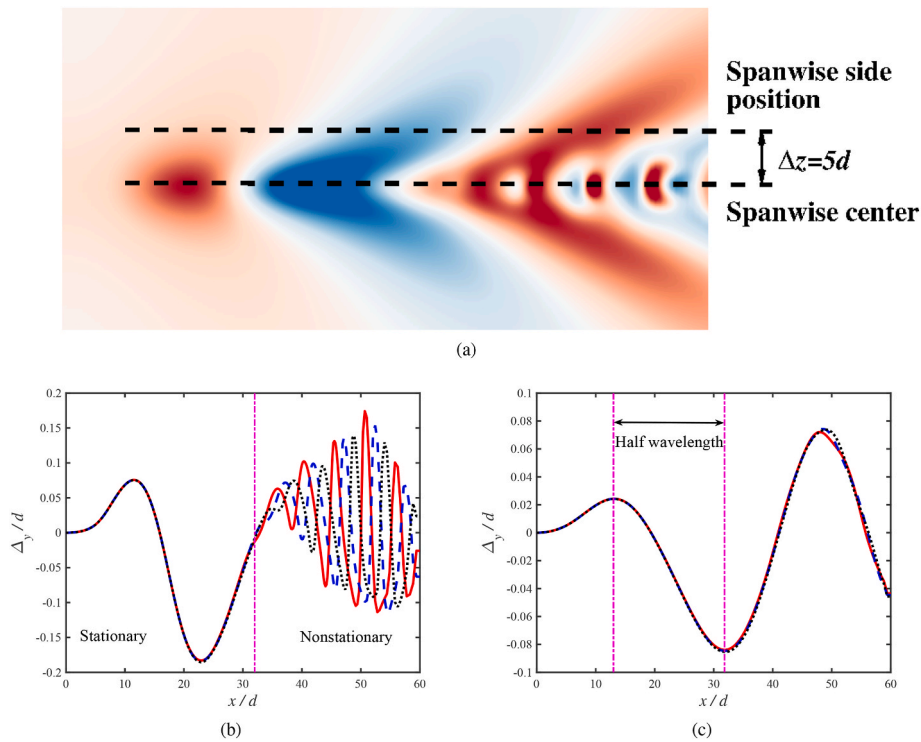 Spanwise side
position
Δz=5d
Spanwise center
(a)
0.2
0.15
0.1
0.05
0
-0.05
-0.1
-0.15
-0.2
Δy/d
Stationary
Nonstationary
0
10
20
30
40
50
60
x/d
(b)
0.1
0.08
0.06
0.04
0.02
0
-0.02
-0.04
-0.06
-0.08
-0.1
Δy/d
Half wavelength
0
10
20
30
40
50
60
x/d
(c)